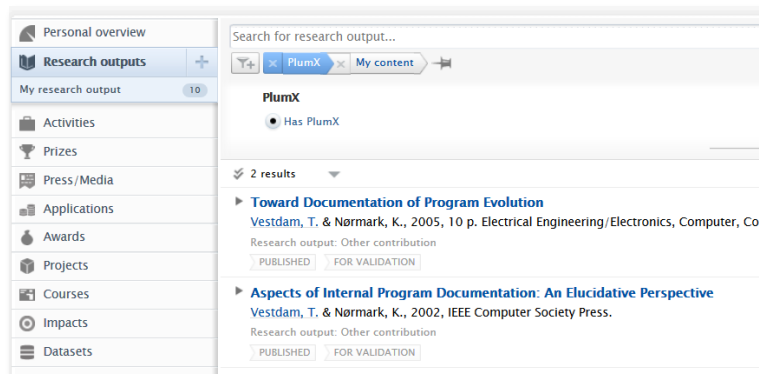 Personal overview
Research outputs
My research output 10
Activities
Prizes
Press/Media
Applications
Awards
Projects
Courses
Impacts
Datasets
Search for research output...
PlumX My content
PlumX
Has PlumX
2 results
Toward Documentation of Program Evolution
Vestdam, T. & Nørmark, K., 2005, 10 p. Electrical Engineering/Electronics, Computer, Co
Research output: Other contribution
PUBLISHED FOR VALIDATION
Aspects of Internal Program Documentation: An Elucidative Perspective
Vestdam, T. & Nørmark, K., 2002, IEEE Computer Society Press.
Research output: Other contribution
PUBLISHED FOR VALIDATION